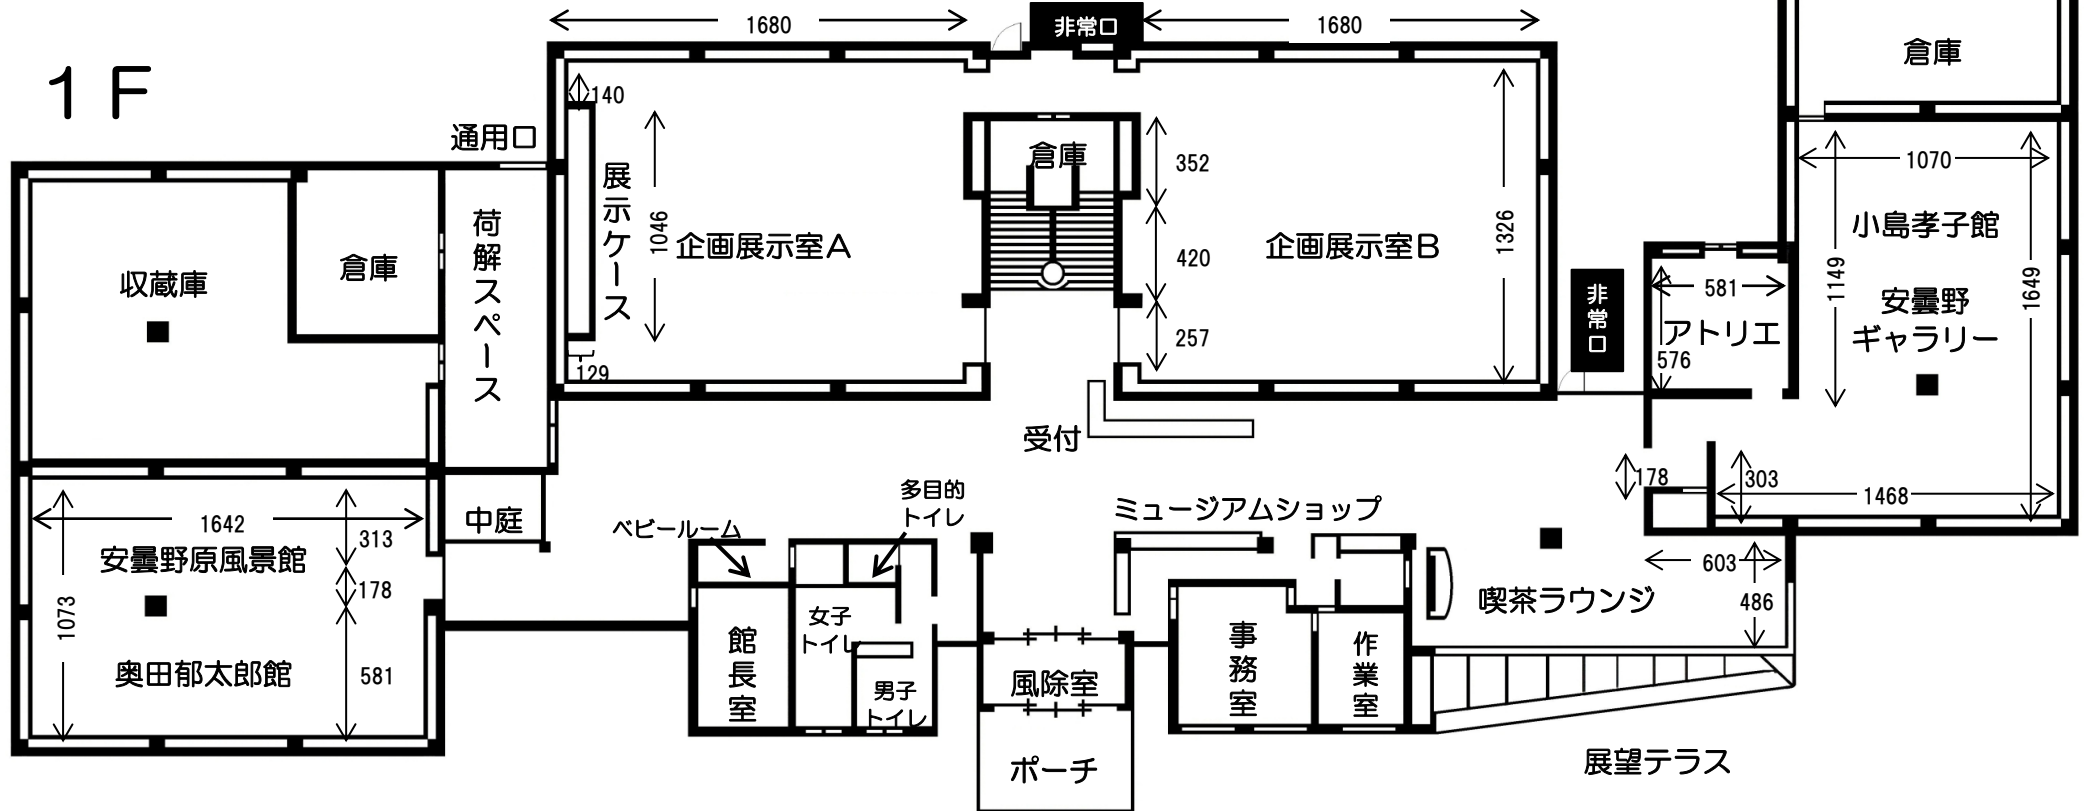 1F
1680
非常口
1680
倉庫
140
通用口
展示ケース
1046
企画展示室A
129
倉庫
352
420
257
企画展示室B
1326
非常口
収蔵庫
倉庫
荷解スペース
581
アトリエ
576
1070
小島孝子館
安曇野
ギャラリー
1149
1649
178
303
1468
受付
中庭
1642
313
安曇野原風景館
178
1073
奥田郁太郎館
581
ベビールーム
多目的
トイレ
女子
トイレ
館長室
男子
トイレ
ミュージアムショップ
風除室
ポーチ
事務室
作業室
喫茶ラウンジ
603
486
展望テラス